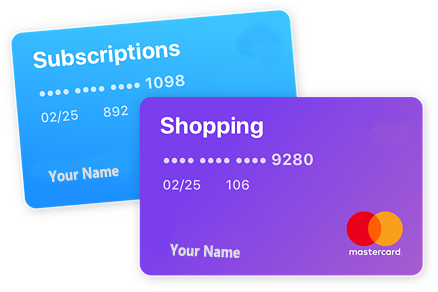 Subscriptions
•••• •••• •••• 1098
02/25 892
Your Name
Shopping
•••• •••• •••• 9280
02/25 106
Your Name
mastercard